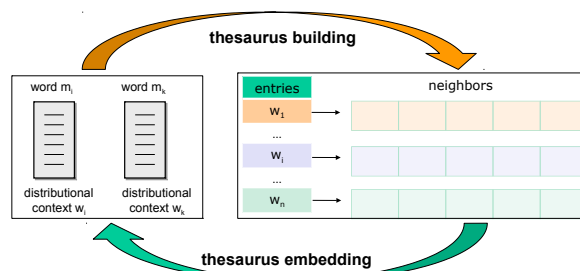 thesaurus building
word mi
word mk
distributional
context wi
distributional
context wk
entries
neighbors
w1
...
wi
...
wn
thesaurus embedding